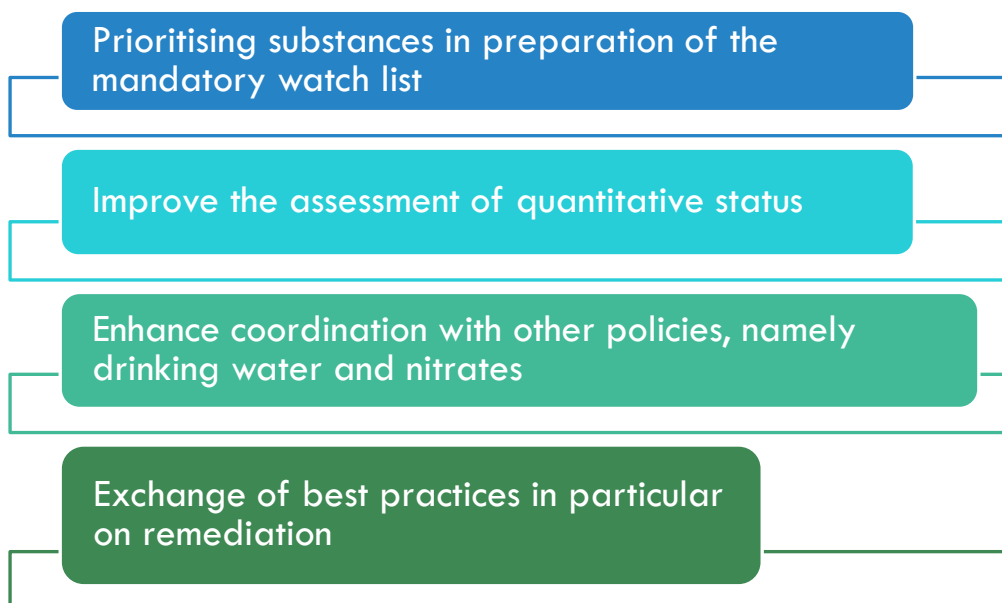 Prioritising substances in preparation of the
mandatory watch list
Improve the assessment of quantitative status
Enhance coordination with other policies, namely
drinking water and nitrates
Exchange of best practices in particular
on remediation